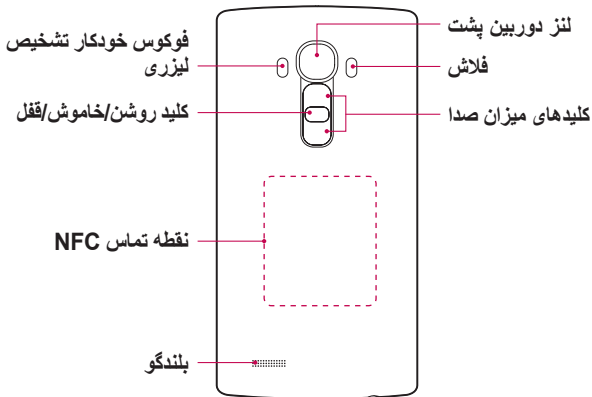 لنز دوربین پشت
فلاش
کلیدهای میزان صدا
فوکوس خودکار تشخیص
لیزری
کلید روشن/خاموش/قفل
نقطه تماس NFC
بلندگو